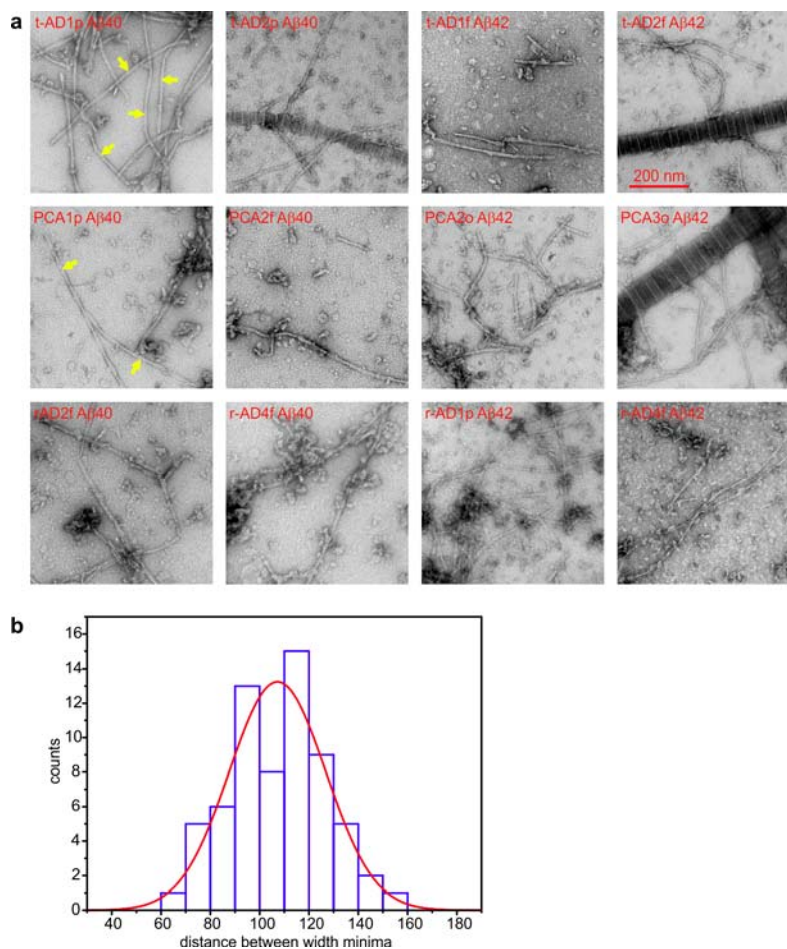 a
t-AD1p Aβ40
t-AD2p Aβ40
t-AD1f Aβ42
t-AD2f Aβ42
200 nm
PCA1p Aβ40
PCA2f Aβ40
PCA2o Aβ42
PCA3o Aβ42
rAD2f Aβ40
r-AD4f Aβ40
r-AD1p Aβ42
r-AD4f Aβ42
b
16
14
12
10
8
6
4
2
0
counts
40 60 80 100 120 140 160 180
distance between width minima